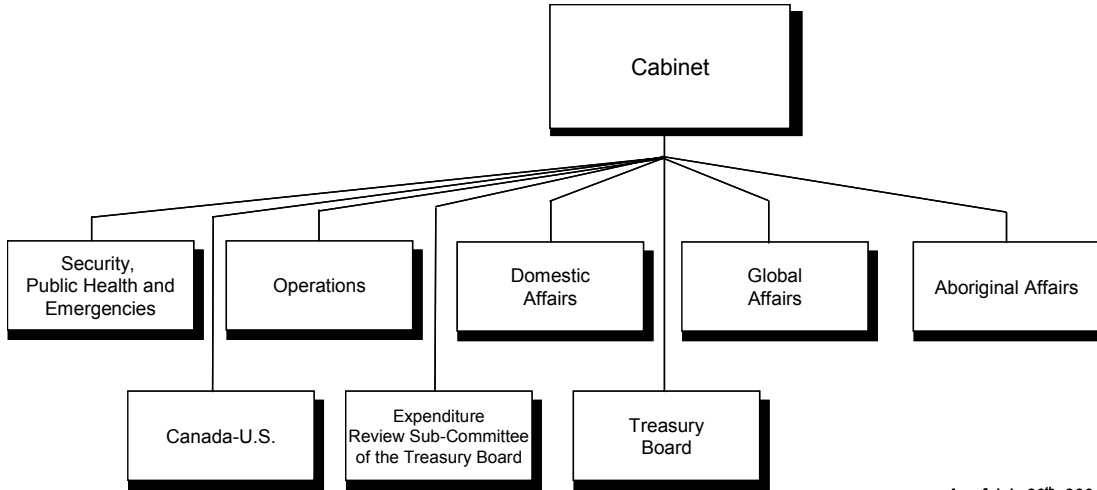 Cabinet
Security,
Public Health and
Emergencies
Operations
Domestic
Affairs
Global
Affairs
Aboriginal Affairs
Canada-U.S.
Expenditure
Review Sub-Committee
of the Treasury Board
Treasury
Board